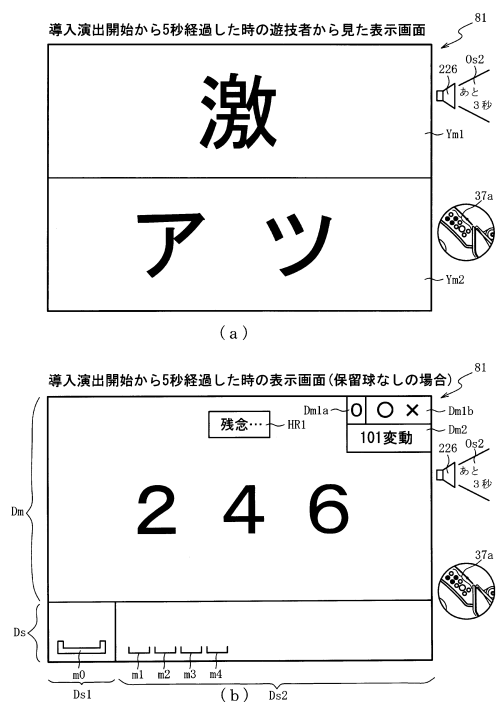 導入演出開始から5秒経過した時の遊技者から見た表示画面
81
激
Os2
226
あと
3秒
Ym1
37a
アツ
Ym2
(a)
導入演出開始から5秒経過した時の表示画面(保留球なしの場合)
81
Dm1a
0
○×
Dm1b
残念…
HR1
101変動
Dm2
Os2
226
あと
3秒
Dm
2 4 6
37a
Ds
m0
m1
m2
m3
m4
Ds1
(b)
Ds2